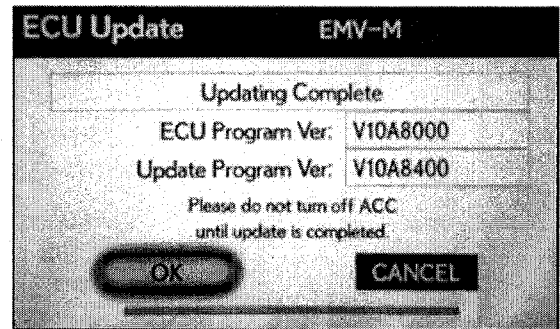 ECU Update EMV-M
Updating Complete
ECU Program Ver: V10A8000
Update Program Ver: V10A8400
Please do not turn off ACC
until update is completed.
OK CANCEL